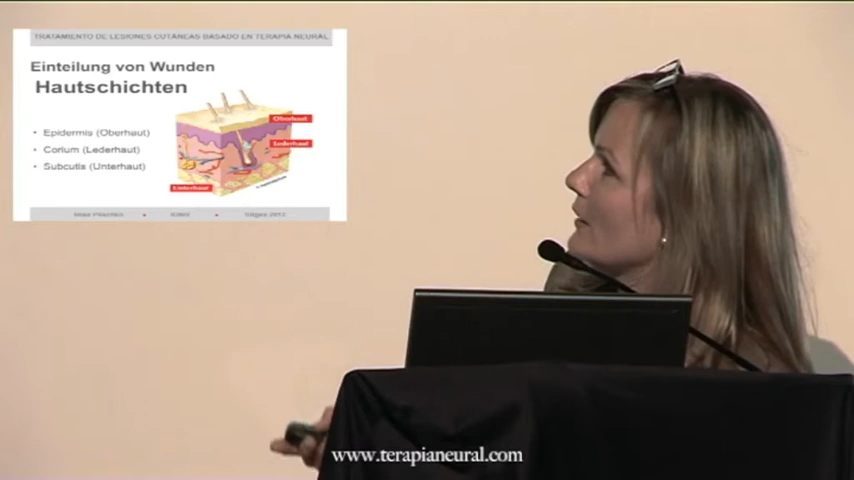 TRATAMIENTO DE LESIONES CUTÁNEAS BASADO EN TERAPIA NEURAL
Einteilung von Wunden
Hautschichten
• Epidermis (Oberhaut)
• Corium (Lederhaut)
• Subcutis (Unterhaut)
Oberhaut
Lederhaut
Unterhaut
www.terapianeural.com